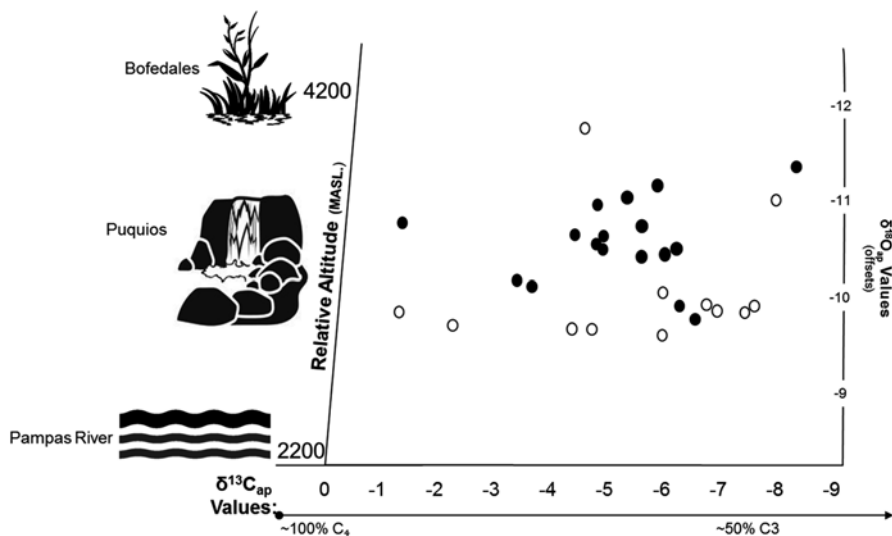 Bofedales
4200
Puquios
Relative Altitude (MASL.)
Pampas River
2200
-12
-11
-10
-9
δ¹⁸Oₐₚ Values
(offsets)
δ¹³Cₐₚ
Values:
0 -1 -2 -3 -4 -5 -6 -7 -8 -9
~100% C₄ ~50% C3